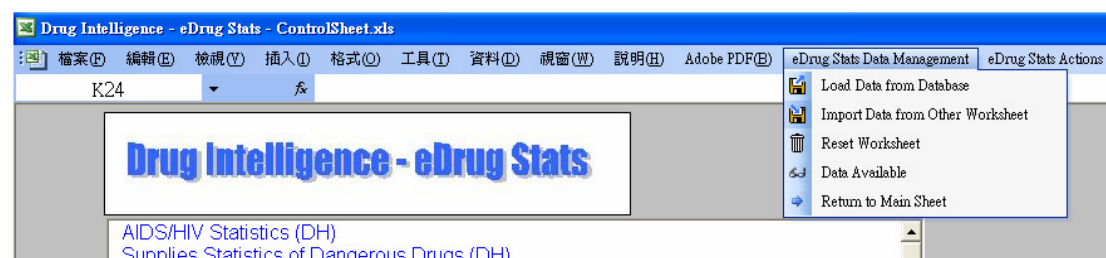 Drug Intelligence - eDrug Stats - ControlSheet.xls
檔案(F) 編輯(E) 檢視(V) 插入(I) 格式(O) 工具(T) 資料(D) 視窗(W) 說明(H) Adobe PDF(B) eDrug Stats Data Management eDrug Stats Actions
K24 fx
Load Data from Database
Import Data from Other Worksheet
Reset Worksheet
Data Available
Return to Main Sheet
Drug Intelligence - eDrug Stats
AIDS/HIV Statistics (DH)
Supplies Statistics of Dangerous Drugs (DH)